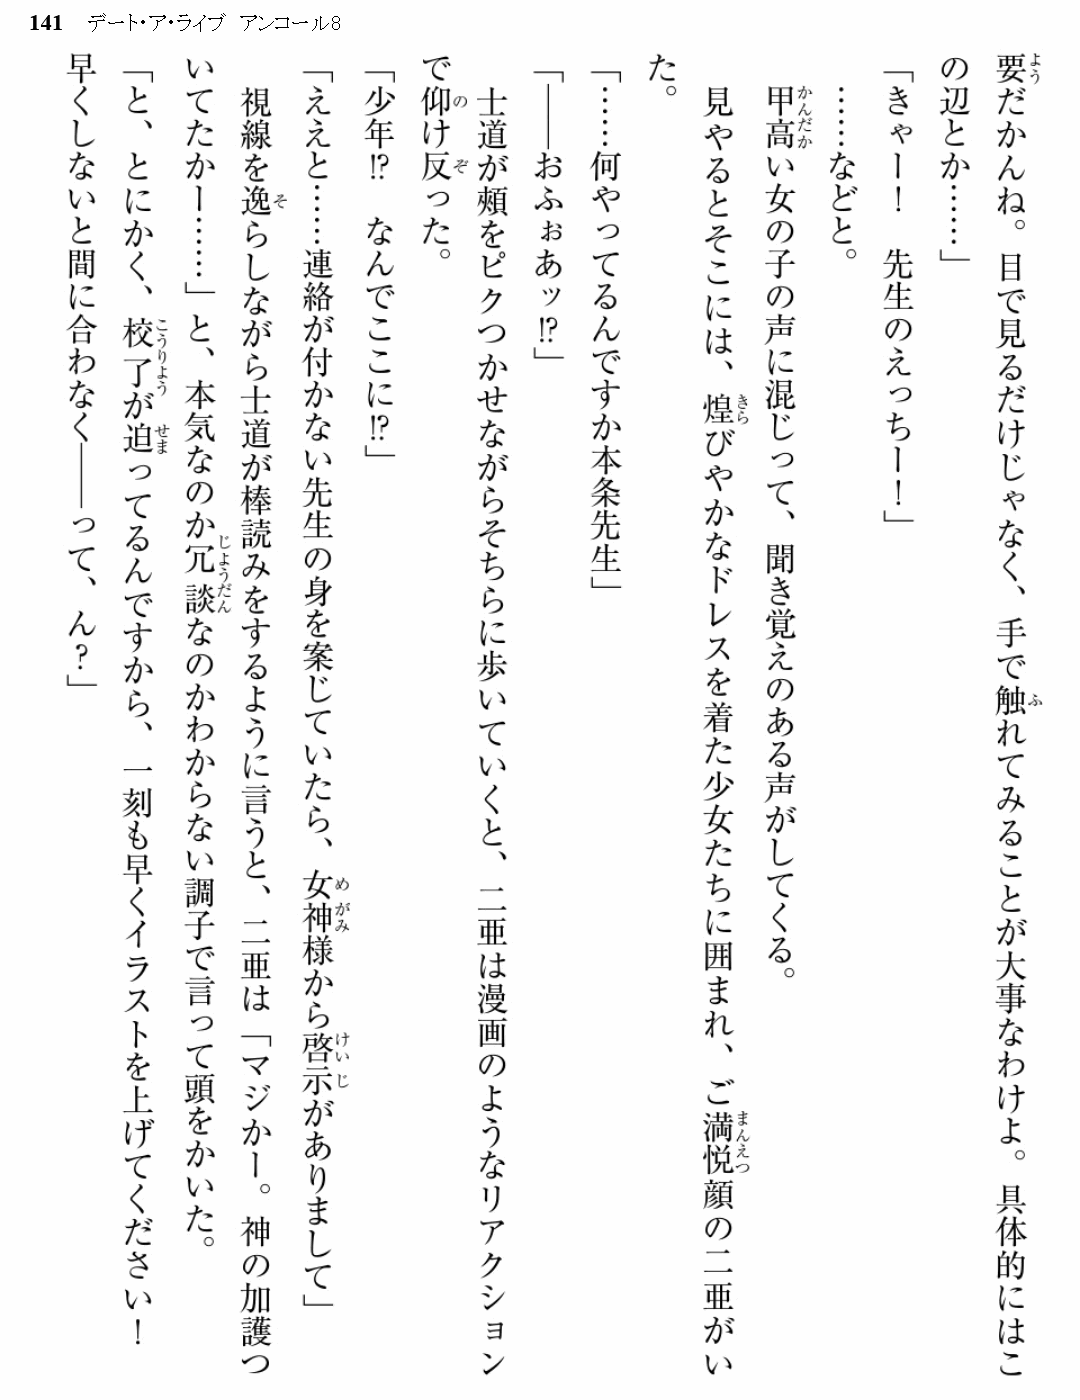 141 デート・ア・ライブ アンコール8
要だかんね。目で見るだけじゃなく、手で触れてみることが大事なわけよ。具体的にはこ
の辺とか……」
「きゃー！　先生のえっちー！」
……などと。
甲高い女の子の声に混じって、聞き覚えのある声がしてくる。
見やるとそこには、煌びやかなドレスを着た少女たちに囲まれ、ご満悦顔の二亜がい
た。
「……何やってるんですか本条先生」
「――おふぉあッ!?」
士道が頰をピクつかせながらそちらに歩いていくと、二亜は漫画のようなリアクション
で仰け反った。
「少年!?　なんでここに!?」
「ええと……連絡が付かない先生の身を案じていたら、女神様から啓示がありまして」
視線を逸らしながら士道が棒読みをするように言うと、二亜は「マジかー。神の加護つ
いてたかー……」と、本気なのか冗談なのかわからない調子で言って頭をかいた。
「と、とにかく、校了が迫ってるんですから、一刻も早くイラストを上げてください！
早くしないと間に合わなく――って、ん？」